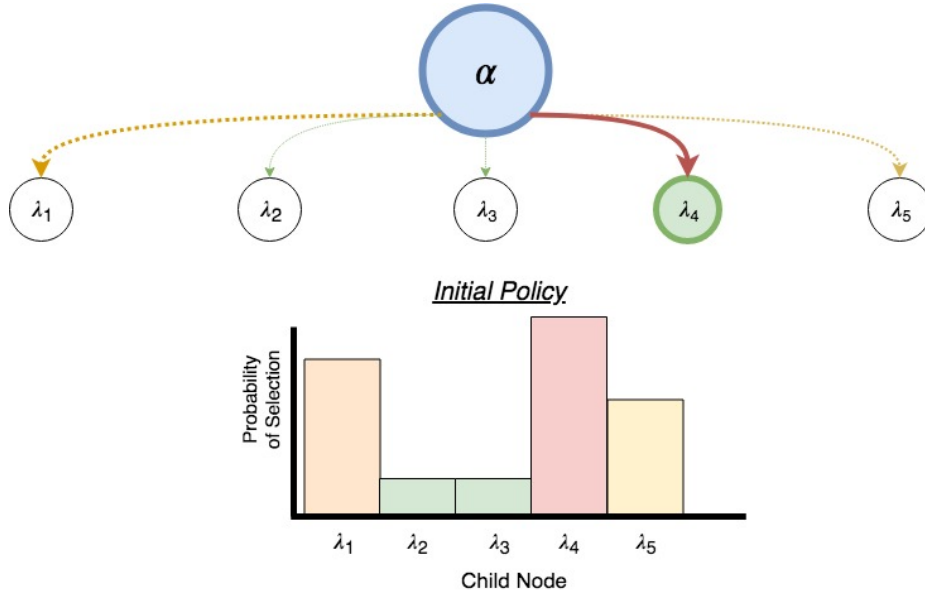 α
λ1 λ2 λ3 λ4 λ5
Initial Policy
Probability
of Selection
λ1 λ2 λ3 λ4 λ5
Child Node